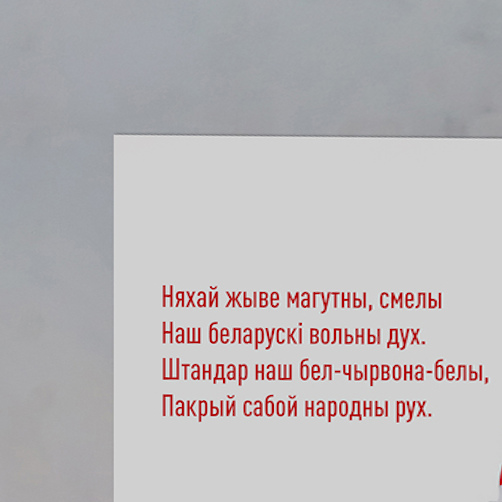 Няхай жыве магутны, смелы
Наш беларускі вольны дух.
Штандар наш бел-чырвона-белы,
Пакрый сабой народны рух.